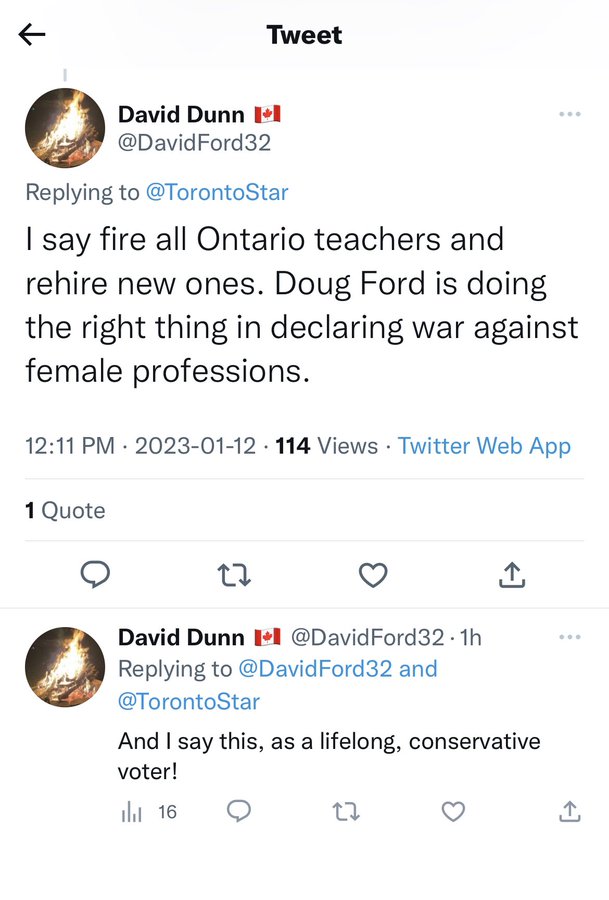 Tweet
David Dunn 🇨🇦
@DavidFord32
Replying to @TorontoStar
I say fire all Ontario teachers and
rehire new ones. Doug Ford is doing
the right thing in declaring war against
female professions.
12:11 PM · 2023-01-12 · 114 Views · Twitter Web App
1 Quote
David Dunn 🇨🇦 @DavidFord32 · 1h
Replying to @DavidFord32 and
@TorontoStar
And I say this, as a lifelong, conservative
voter!
16